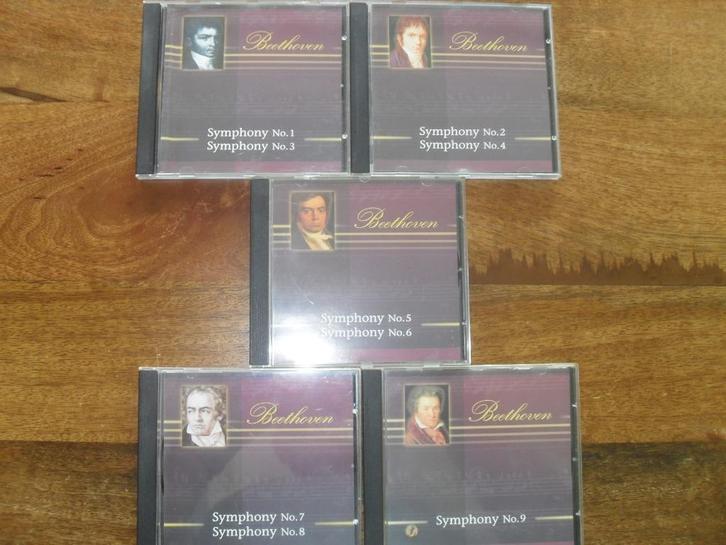 Beethoven
Symphony No.1
Symphony No.3
Beethoven
Symphony No.2
Symphony No.4
Beethoven
Symphony No.5
Symphony No.6
Beethoven
Symphony No.7
Symphony No.8
Beethoven
Symphony No.9